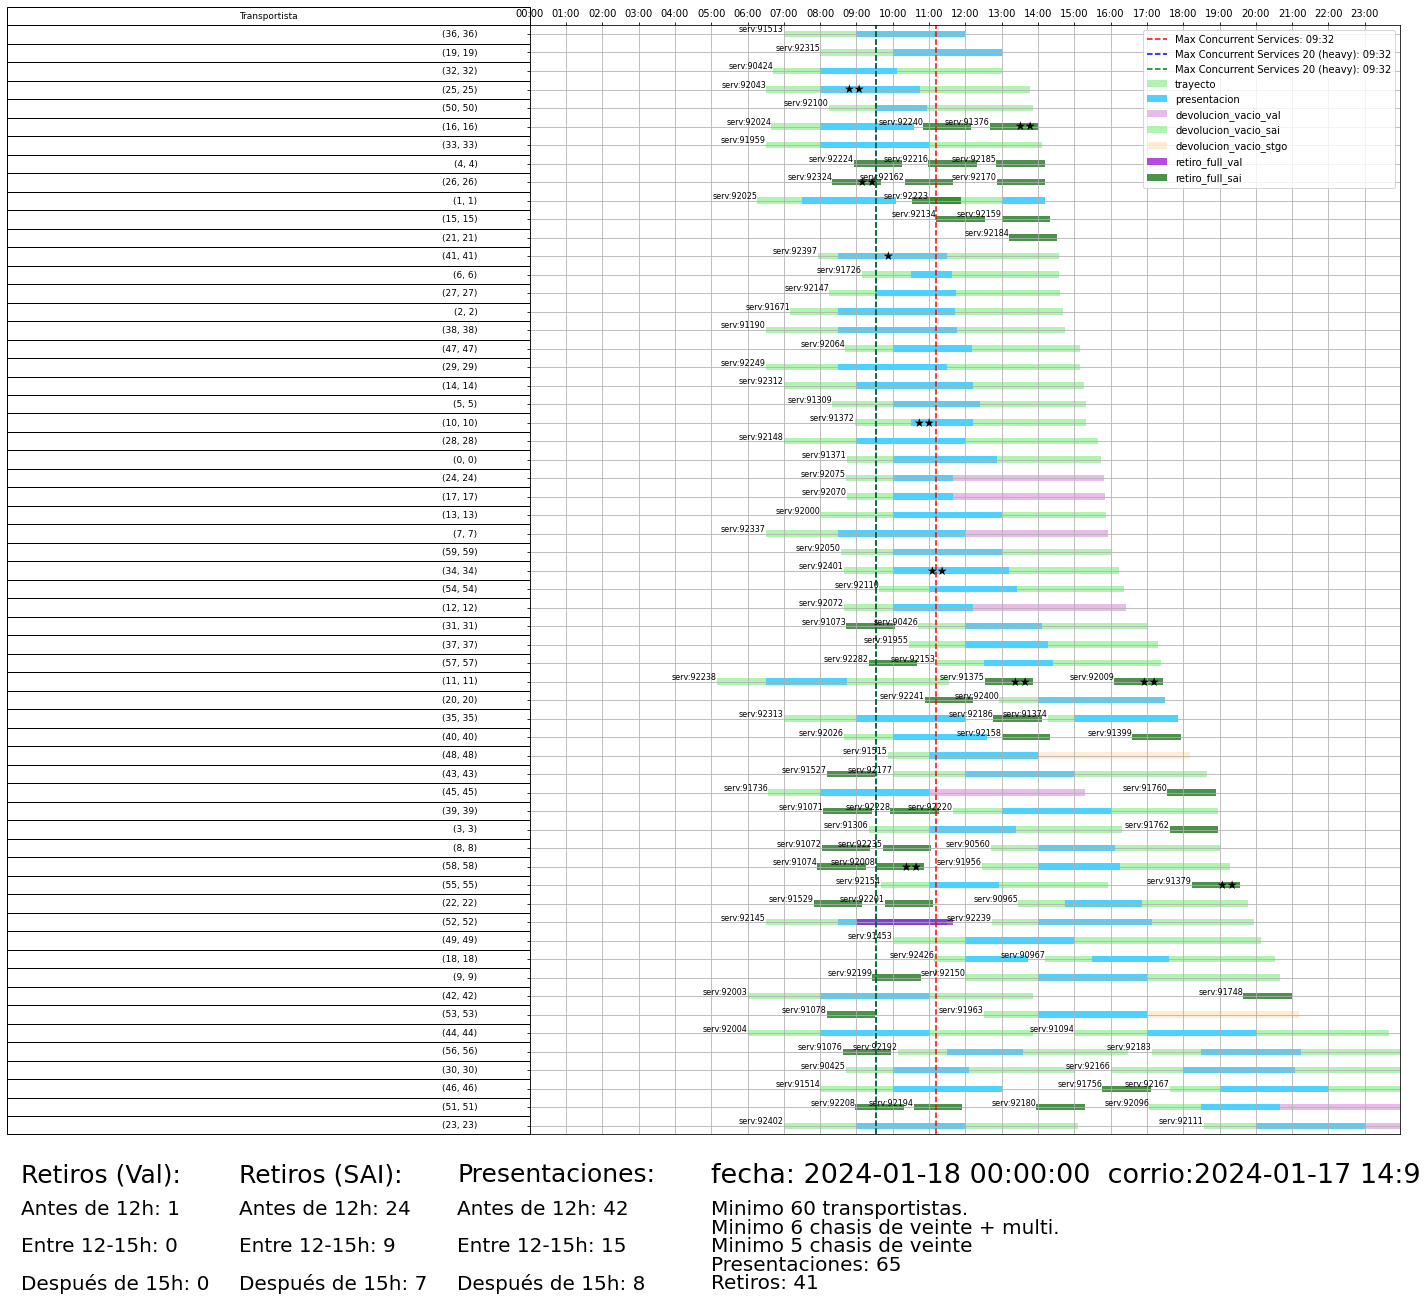 Transportista
00:00 01:00 02:00 03:00 04:00 05:00 06:00 07:00 08:00 09:00 10:00 11:00 12:00 13:00 14:00 15:00 16:00 17:00 18:00 19:00 20:00 21:00 22:00 23:00
Max Concurrent Services: 09:32
Max Concurrent Services 20 (heavy): 09:32
Max Concurrent Services 20 (heavy): 09:32
trayecto
presentacion
devolucion_vacio_val
devolucion_vacio_sai
devolucion_vacio_stgo
retiro_full_val
retiro_full_sai
(36, 36) serv:91513
(19, 19) serv:92315
(32, 32) serv:90424
(25, 25) serv:92043
(50, 50) serv:92100
(16, 16) serv:92024 serv:92240 serv:91376
(33, 33) serv:91959
(4, 4) serv:92224 serv:92216 serv:92185
(26, 26) serv:92324 serv:92162 serv:92170
(1, 1) serv:92025 serv:92223
(15, 15) serv:92134 serv:92159
(21, 21) serv:92184
(41, 41) serv:92397
(6, 6) serv:91726
(27, 27) serv:92147
(2, 2) serv:91671
(38, 38) serv:91190
(47, 47) serv:92064
(29, 29) serv:92249
(14, 14) serv:92312
(5, 5) serv:91309
(10, 10) serv:91372
(28, 28) serv:92148
(0, 0) serv:91371
(24, 24) serv:92075
(17, 17) serv:92070
(13, 13) serv:92000
(7, 7) serv:92337
(59, 59) serv:92050
(34, 34) serv:92401
(54, 54) serv:92110
(12, 12) serv:92072
(31, 31) serv:91073 serv:90426
(37, 37) serv:91955
(57, 57) serv:92282 serv:92153
(11, 11) serv:92238 serv:91375 serv:92009
(20, 20) serv:92241 serv:92400
(35, 35) serv:92313 serv:92186 serv:91374
(40, 40) serv:92026 serv:92158 serv:91399
(48, 48) serv:91515
(43, 43) serv:91527 serv:92177
(45, 45) serv:91736 serv:91760
(39, 39) serv:91071 serv:92228 serv:92220
(3, 3) serv:91306 serv:91762
(8, 8) serv:91072 serv:92235 serv:90560
(58, 58) serv:91074 serv:92008 serv:91956
(55, 55) serv:92154 serv:91379
(22, 22) serv:91529 serv:92201 serv:90965
(52, 52) serv:92145 serv:92239
(49, 49) serv:91453
(18, 18) serv:92426 serv:90967
(9, 9) serv:92199 serv:92150
(42, 42) serv:92003 serv:91748
(53, 53) serv:91078 serv:91963
(44, 44) serv:92004 serv:91094
(56, 56) serv:91076 serv:92192 serv:92183
(30, 30) serv:90425 serv:92166
(46, 46) serv:91514 serv:91756 serv:92167
(51, 51) serv:92208 serv:92194 serv:92180 serv:92096
(23, 23) serv:92402 serv:92111
Retiros (Val): Retiros (SAI): Presentaciones: fecha: 2024-01-18 00:00:00 corrio:2024-01-17 14:9
Antes de 12h: 1 Antes de 12h: 24 Antes de 12h: 42 Minimo 60 transportistas.
Minimo 6 chasis de veinte + multi.
Entre 12-15h: 0 Entre 12-15h: 9 Entre 12-15h: 15 Minimo 5 chasis de veinte
Presentaciones: 65
Después de 15h: 0 Después de 15h: 7 Después de 15h: 8 Retiros: 41